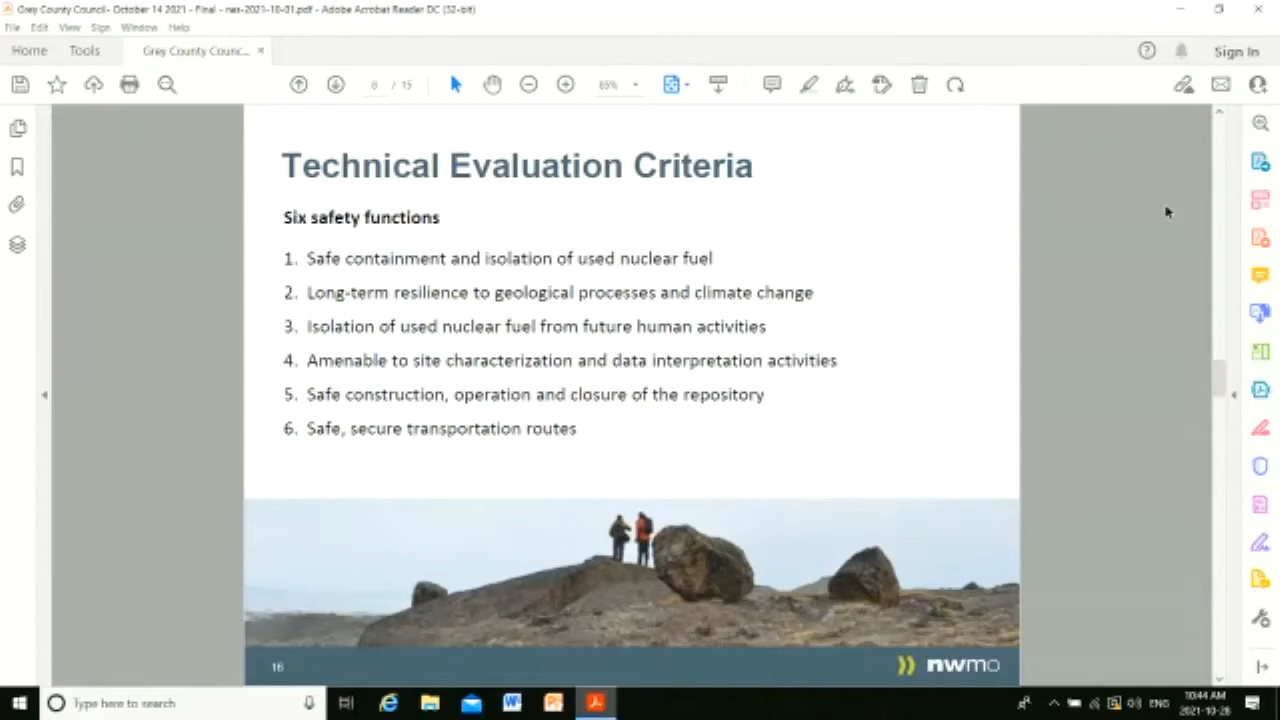 Grey County Council- October 14 2021 - Final - nes-2021-10-01.pdf - Adobe Acrobat Reader DC (32-bit)
File Edit View Sign Window Help
Home Tools Grey County Counc... × Sign In
8 / 15 85%
Technical Evaluation Criteria
Six safety functions
1. Safe containment and isolation of used nuclear fuel
2. Long-term resilience to geological processes and climate change
3. Isolation of used nuclear fuel from future human activities
4. Amenable to site characterization and data interpretation activities
5. Safe construction, operation and closure of the repository
6. Safe, secure transportation routes
16 nwmo
Type here to search ENG 10:44 AM
2021-10-28